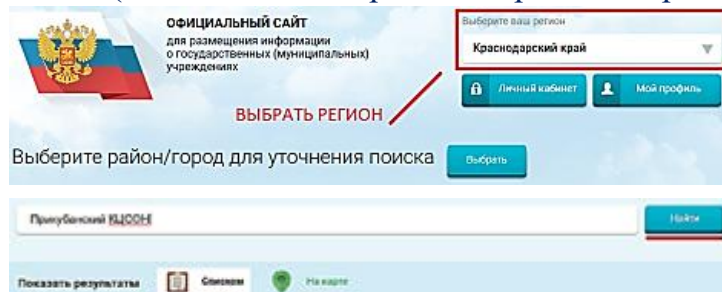 ОФИЦИАЛЬНЫЙ САЙТ
для размещения информации
о государственных (муниципальных)
учреждениях
Выберите ваш регион
Краснодарский край
Личный кабинет
Мой профиль
ВЫБРАТЬ РЕГИОН
Выберите район/город для уточнения поиска
Выбрать
Прикубанский КЦСОН
Найти
Показать результаты
Списком
На карте